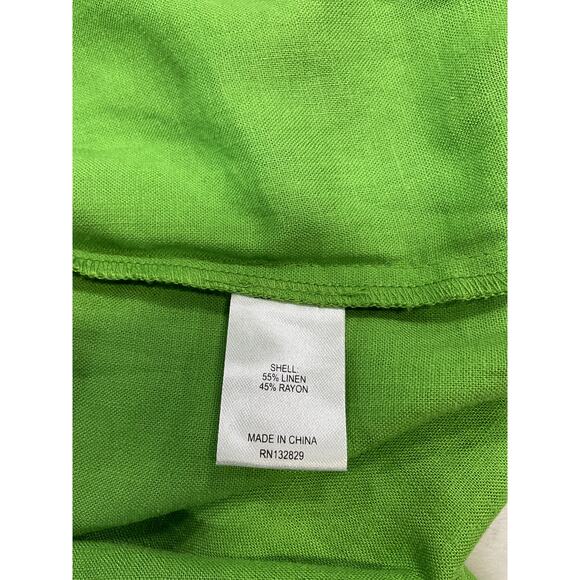 SHELL:
55% LINEN
45% RAYON
MADE IN CHINA
RN132829